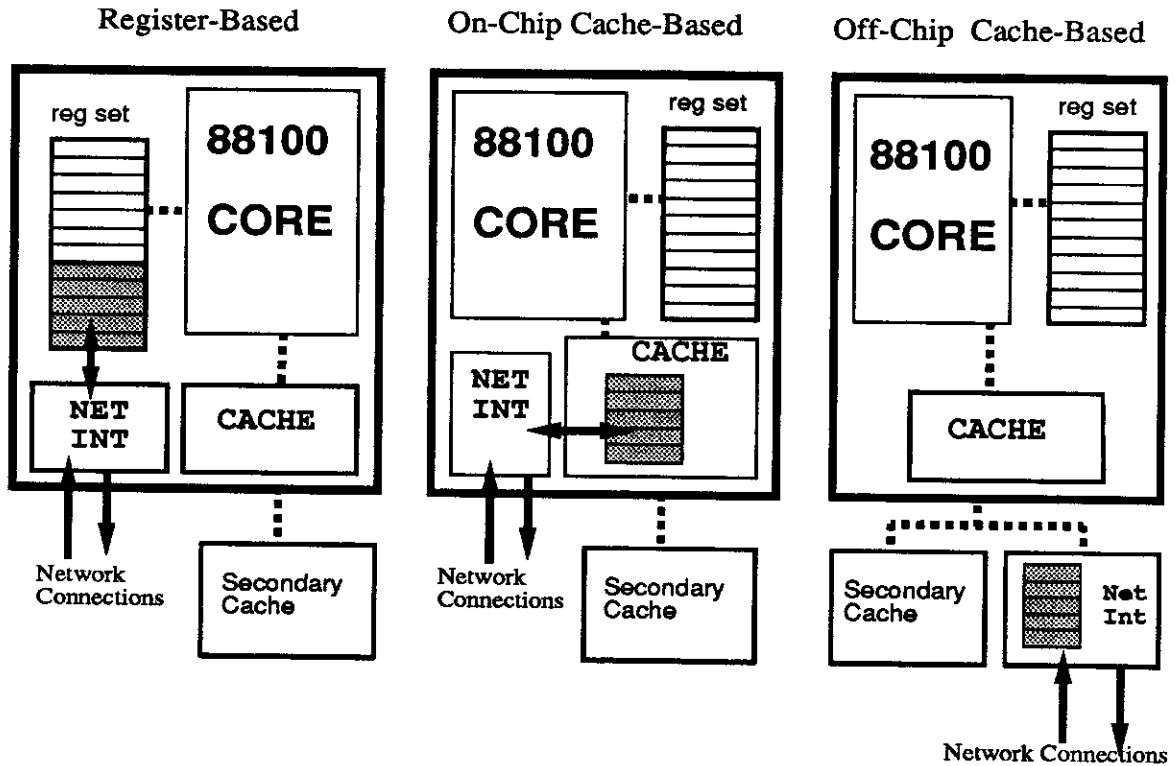 Register-Based
reg set
88100
CORE
NET
INT
CACHE
Network
Connections
Secondary
Cache
On-Chip Cache-Based
88100
CORE
reg set
NET
INT
CACHE
Network
Connections
Secondary
Cache
Off-Chip Cache-Based
88100
CORE
reg set
CACHE
Secondary
Cache
Net
Int
Network Connections